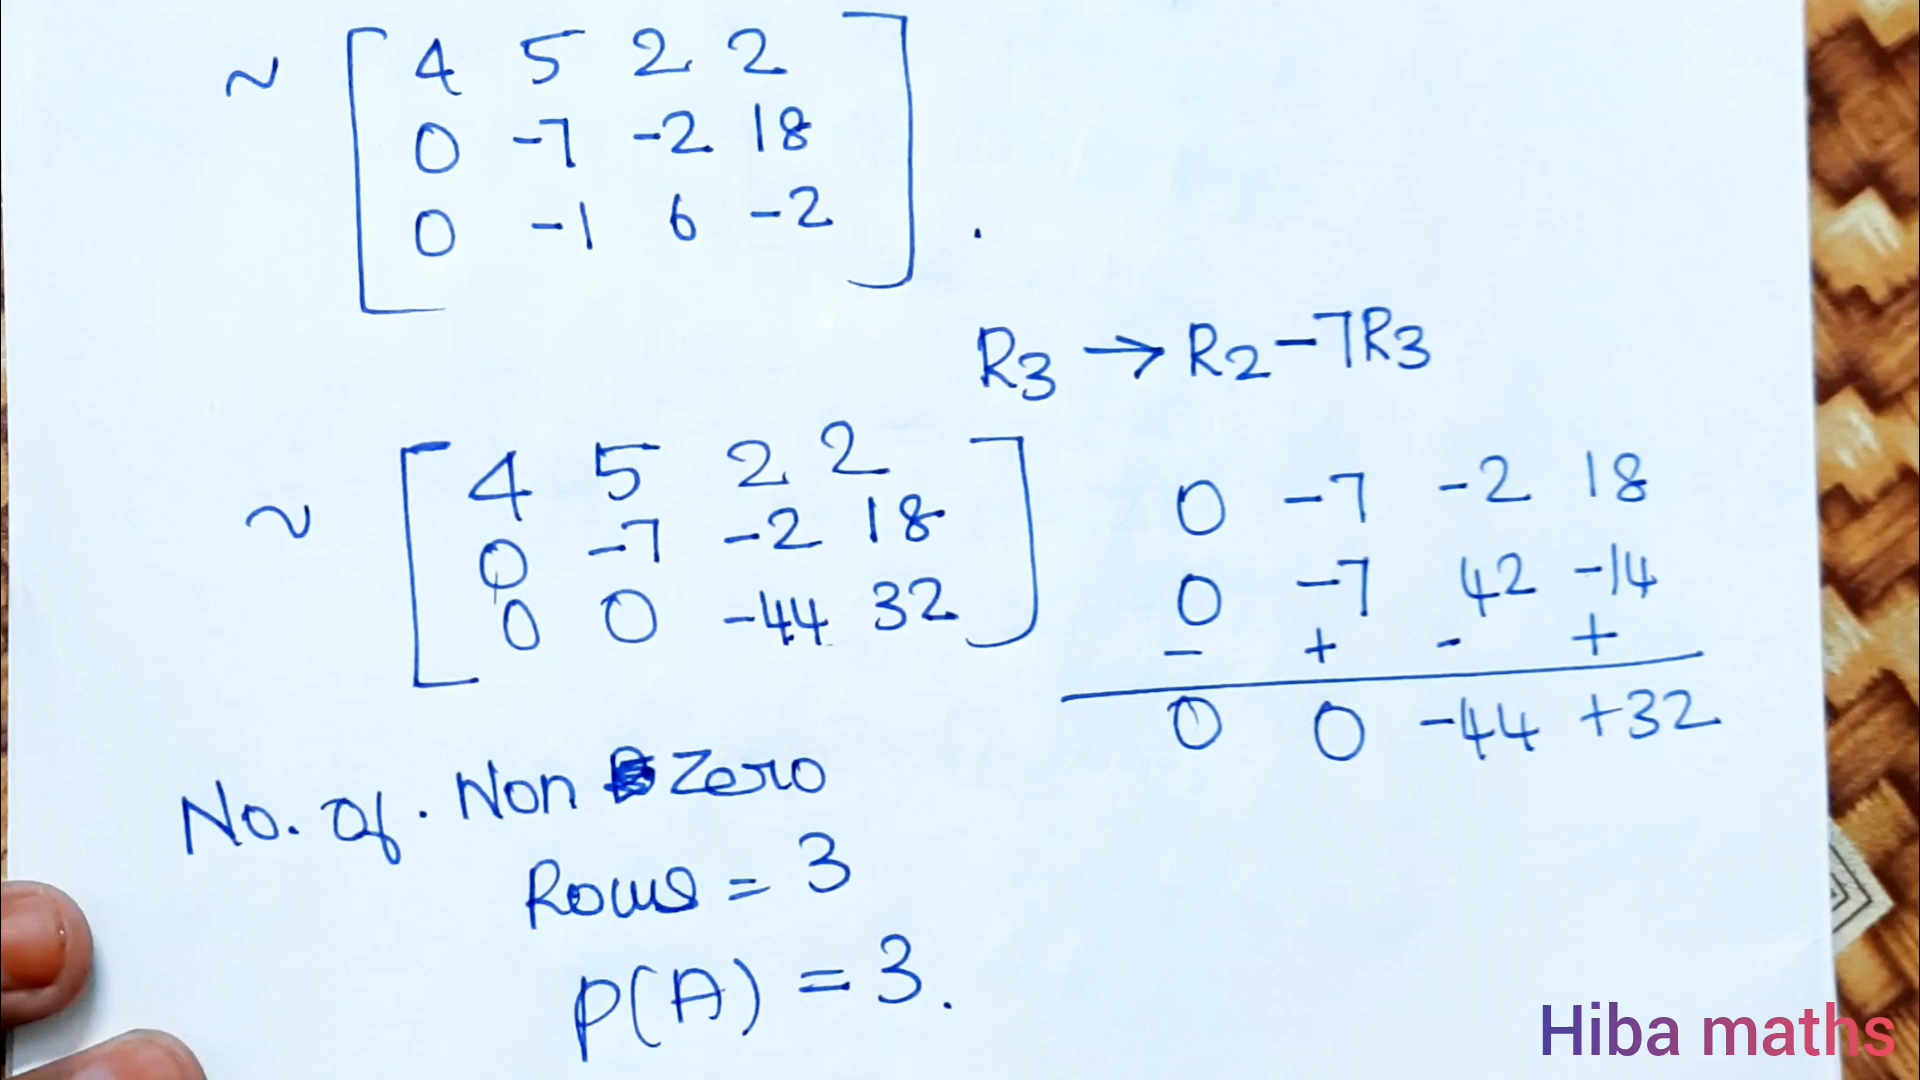 ~ [ 4 5 2 2
0 -7 -2 18
0 -1 6 -2 ] .
R3 → R2 - 7R3
~ [ 4 5 2 2
0 -7 -2 18
0 0 -44 32 ]
0 -7 -2 18
0 -7 42 -14
- + - +
0 0 -44 +32
No. of. Non Zero
Rows = 3
P(A) = 3.
Hiba maths